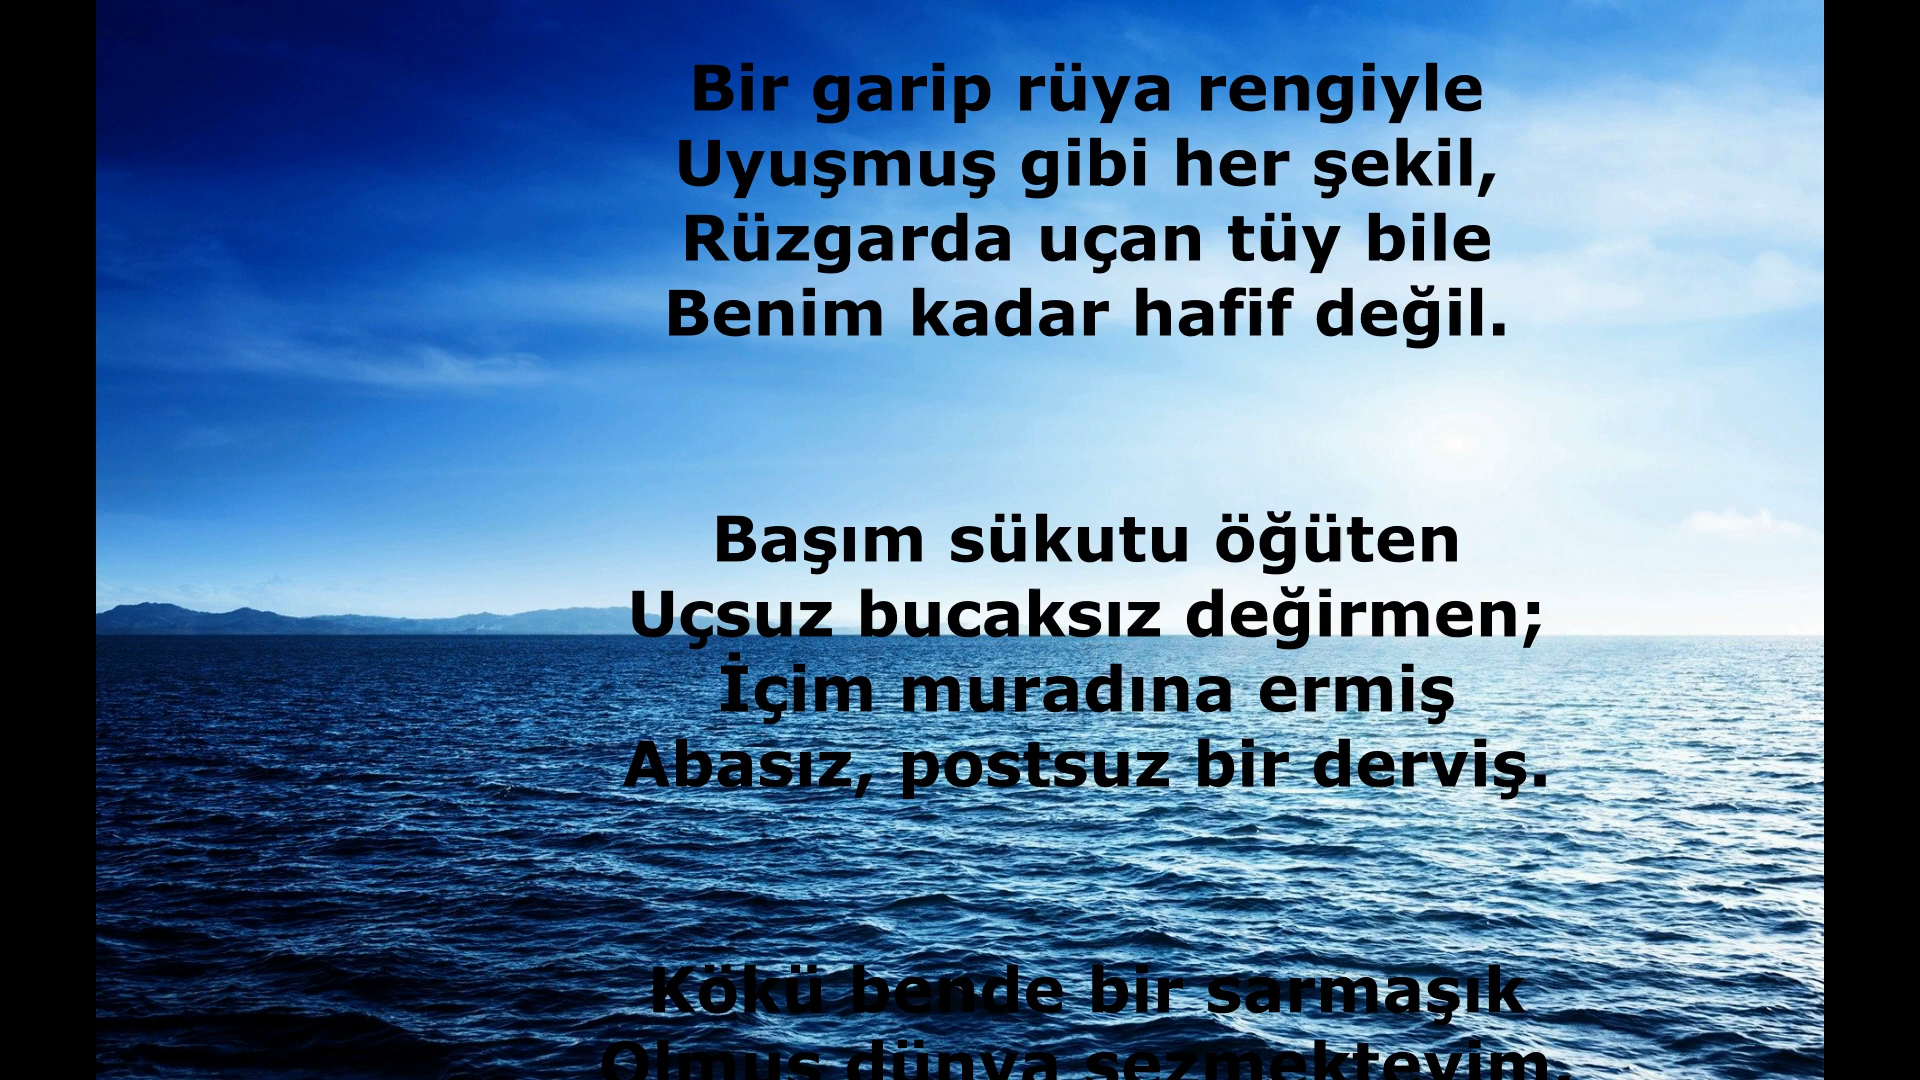 Bir garip rüya rengiyle
Uyuşmuş gibi her şekil,
Rüzgarda uçan tüy bile
Benim kadar hafif değil.
Başım sükutu öğüten
Uçsuz bucaksız değirmen;
İçim muradına ermiş
Abasız, postsuz bir derviş.
Kökü bende bir sarmaşık
Olmuş dünya sezmekteyim,